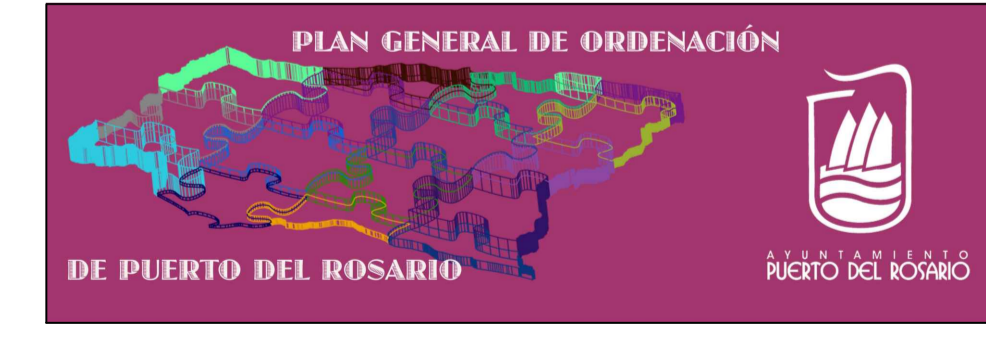 PLAN GENERAL DE ORDENACIÓN
DE PUERTO DEL ROSARIO
AYUNTAMIENTO
PUERTO DEL ROSARIO